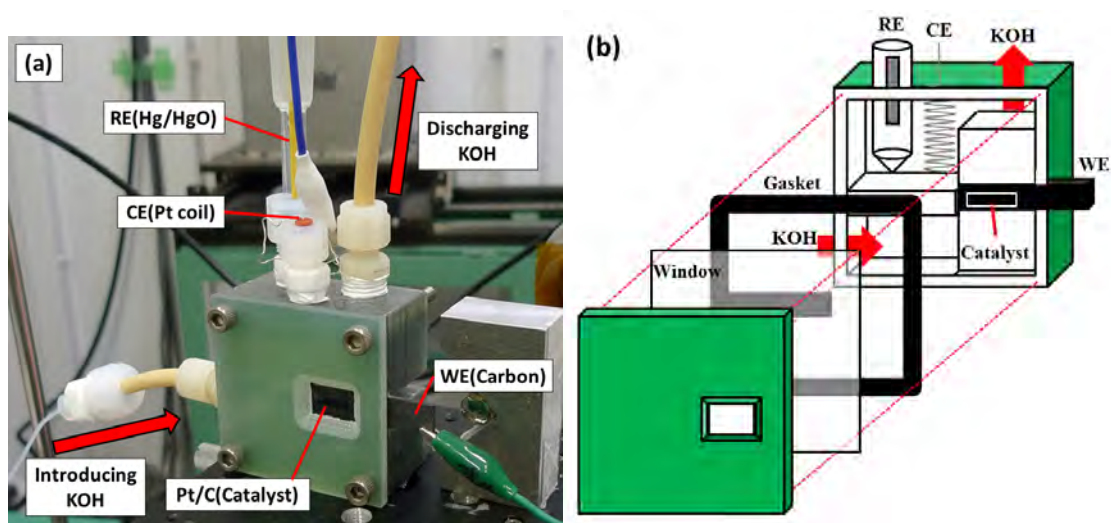 (a)
RE(Hg/HgO)
CE(Pt coil)
Discharging
KOH
WE(Carbon)
Introducing
KOH
Pt/C(Catalyst)
(b)
RE
CE
KOH
WE
Gasket
KOH
Catalyst
Window